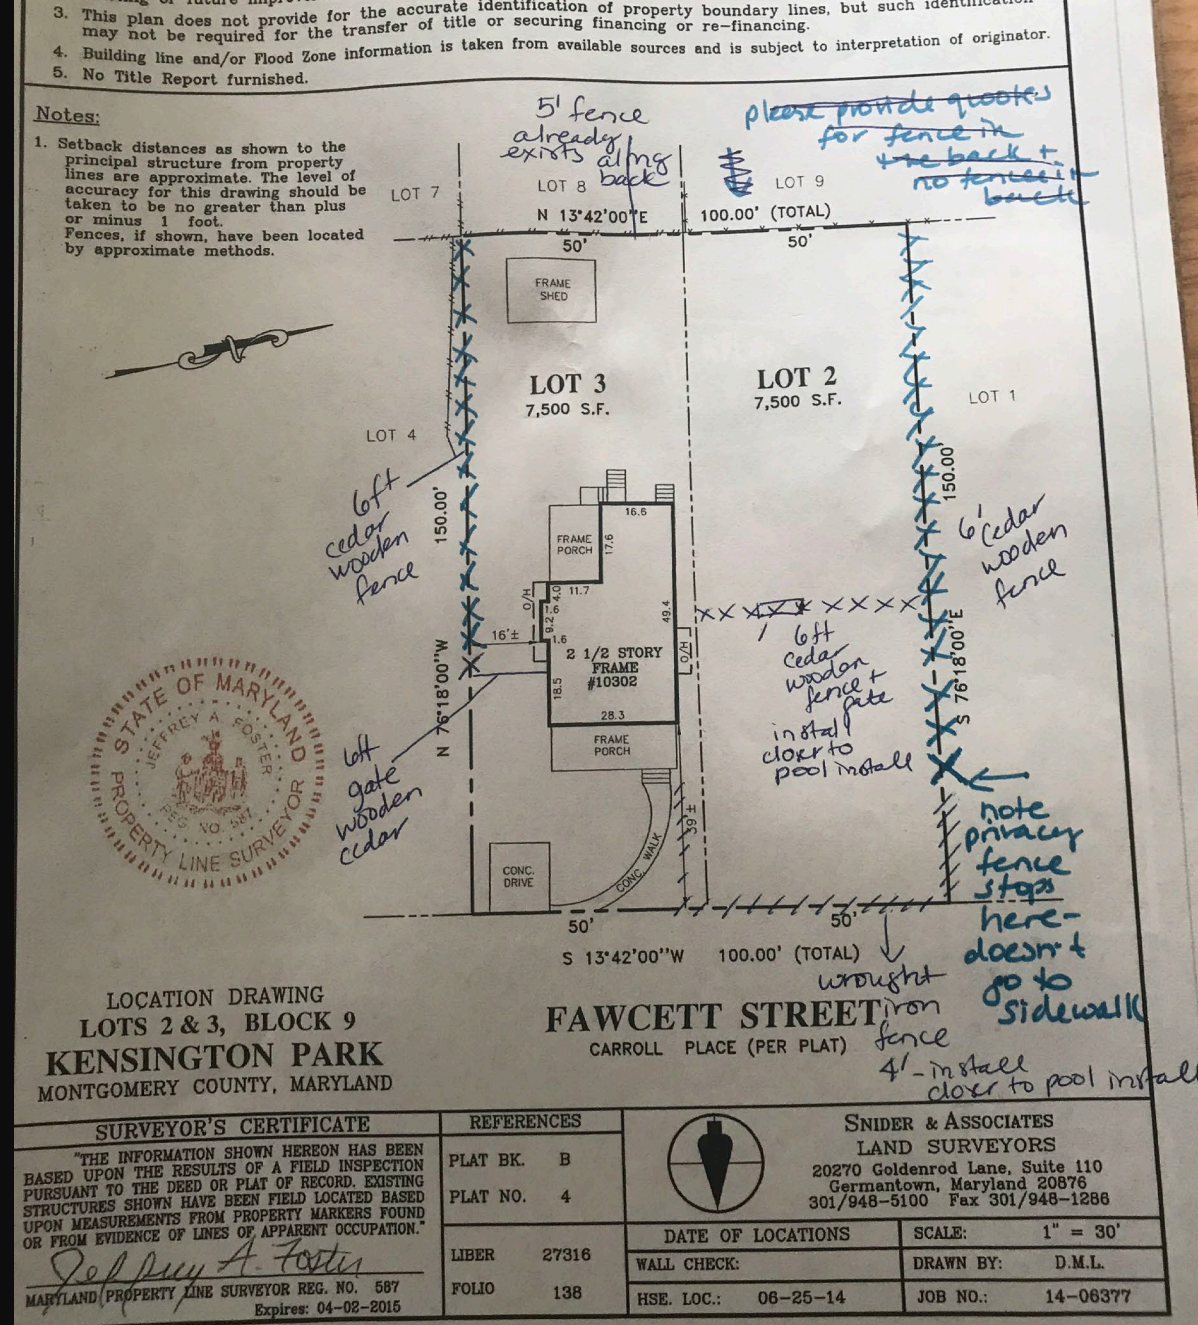 3. This plan does not provide for the accurate identification of property boundary lines, but such identification
may not be required for the transfer of title or securing financing or re-financing.
4. Building line and/or Flood Zone information is taken from available sources and is subject to interpretation of originator.
5. No Title Report furnished.
Notes:
1. Setback distances as shown to the
principal structure from property
lines are approximate. The level of
accuracy for this drawing should be
taken to be no greater than plus
or minus 1 foot.
Fences, if shown, have been located
by approximate methods.
5' fence
already
exists along
back
please provide quotes
for fence in
the back +
no fence in
back
LOT 7
LOT 8
LOT 9
N 13°42'00"E
100.00' (TOTAL)
50'
50'
FRAME
SHED
LOT 3
7,500 S.F.
LOT 2
7,500 S.F.
LOT 1
LOT 4
150.00'
150.00'
6ft
cedar
wooden
fence
6' cedar
wooden
fence
16.6
FRAME
PORCH
17.6
11.7
4.0
O/H
1.6
9.2
1.6
49.4
O/H
16'±
2 1/2 STORY
FRAME
#10302
18.5
28.3
FRAME
PORCH
6ft
cedar
wooden
fence +
gate
install
closer to
pool install
N 76°18'00"W
S 76°18'00"E
STATE OF MARYLAND
JEFFREY A. FOSTER
REG. NO. 587
PROPERTY LINE SURVEYOR
6ft
gate
wooden
cedar
39'±
CONC. WALK
CONC.
DRIVE
note
privacy
fence
stops
here-
doesn't
go to
sidewalk
50'
50'
S 13°42'00"W
100.00' (TOTAL)
wrought
iron
fence
4'-install
closer to pool install
LOCATION DRAWING
LOTS 2 & 3, BLOCK 9
KENSINGTON PARK
MONTGOMERY COUNTY, MARYLAND
FAWCETT STREET
CARROLL PLACE (PER PLAT)
SURVEYOR'S CERTIFICATE
"THE INFORMATION SHOWN HEREON HAS BEEN
BASED UPON THE RESULTS OF A FIELD INSPECTION
PURSUANT TO THE DEED OR PLAT OF RECORD. EXISTING
STRUCTURES SHOWN HAVE BEEN FIELD LOCATED BASED
UPON MEASUREMENTS FROM PROPERTY MARKERS FOUND
OR FROM EVIDENCE OF LINES OF APPARENT OCCUPATION."
Jeffrey A. Foster
MARYLAND PROPERTY LINE SURVEYOR REG. NO. 587
Expires: 04-02-2015
REFERENCES
PLAT BK. B
PLAT NO. 4
LIBER 27316
FOLIO 138
SNIDER & ASSOCIATES
LAND SURVEYORS
20270 Goldenrod Lane, Suite 110
Germantown, Maryland 20876
301/948-5100 Fax 301/948-1286
DATE OF LOCATIONS
WALL CHECK:
HSE. LOC.: 06-25-14
SCALE: 1" = 30'
DRAWN BY: D.M.L.
JOB NO.: 14-06377